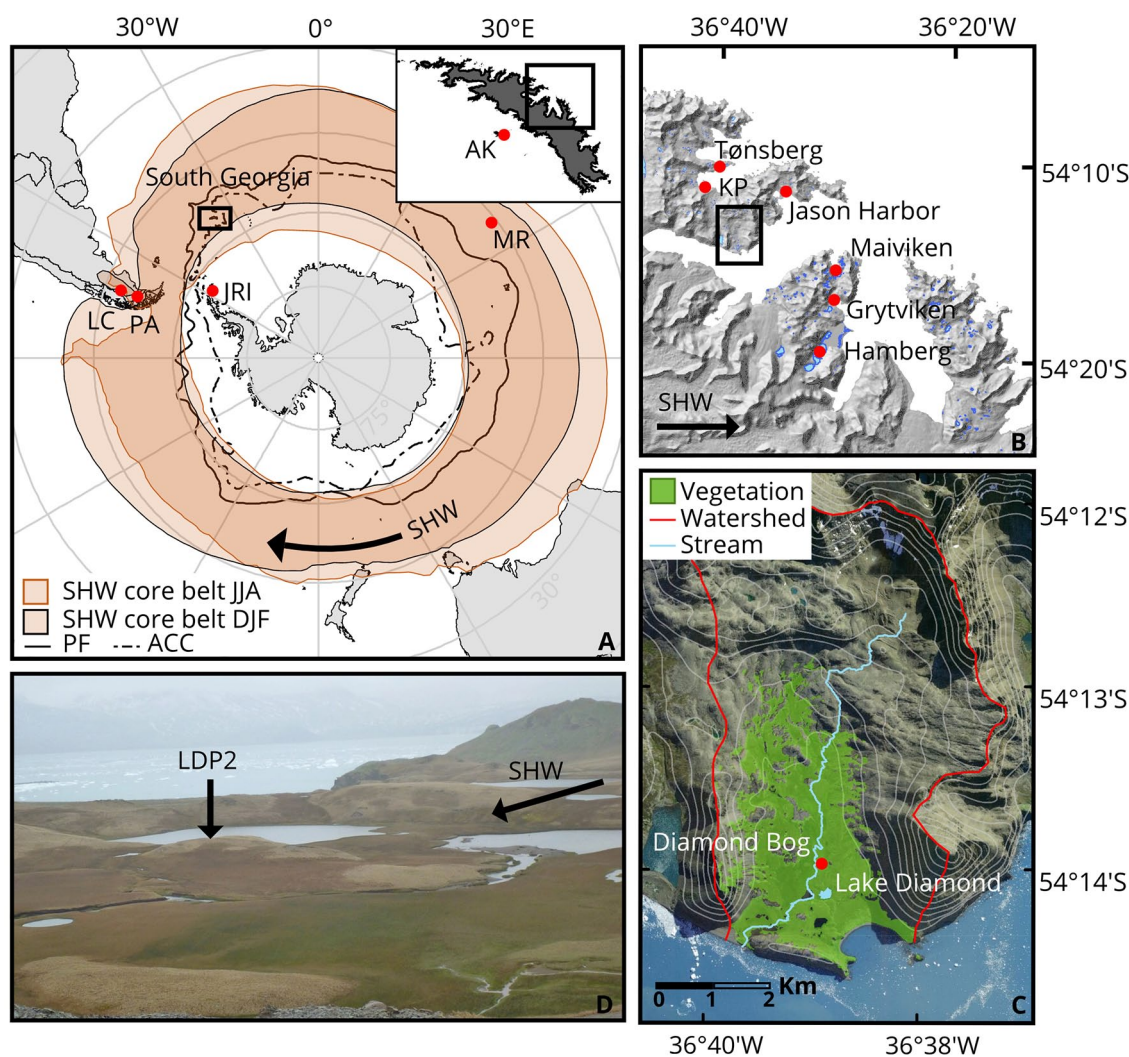 30°W
0°
30°E
AK
South Georgia
MR
JRI
LC
PA
75°S
SHW
30°
SHW core belt JJA
SHW core belt DJF
PF
ACC
A
36°40'W
36°20'W
Tønsberg
KP
Jason Harbor
Maiviken
Grytviken
Hamberg
SHW
B
54°10'S
54°20'S
Vegetation
Watershed
Stream
Diamond Bog
Lake Diamond
0 1 2 Km
C
54°12'S
54°13'S
54°14'S
36°40'W
36°38'W
LDP2
SHW
D